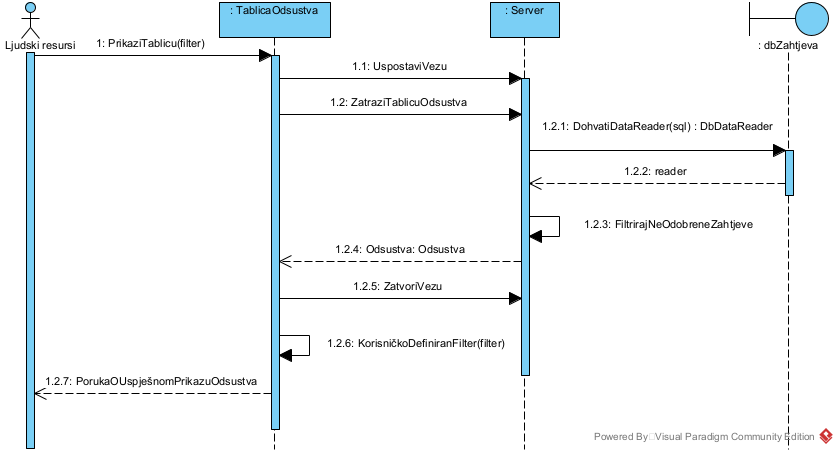 : TablicaOdsustva
: Server
Ljudski resursi
: dbZahtjeva
1: PrikaziTablicu(filter)
1.1: UspostaviVezu
1.2: ZatraziTablicuOdsustva
1.2.1: DohvatiDataReader(sql) : DbDataReader
1.2.2: reader
1.2.3: FiltrirajNeOdobreneZahtjeve
1.2.4: Odsustva: Odsustva
1.2.5: ZatvoriVezu
1.2.6: KorisničkoDefiniranFilter(filter)
1.2.7: PorukaOUspješnomPrikazuOdsustva
Powered By Visual Paradigm Community Edition